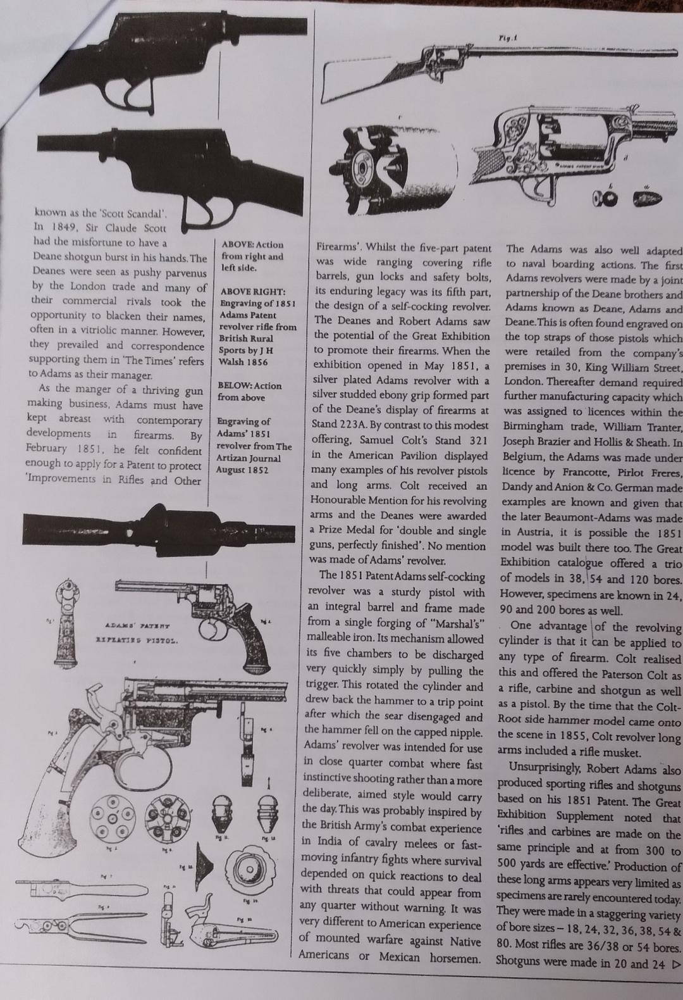 Fig.1
c
d
b
a
known as the 'Scott Scandal'.
In 1849, Sir Claude Scott
had the misfortune to have a
Deane shotgun burst in his hands. The
Deanes were seen as pushy parvenus
by the London trade and many of
their commercial rivals took the
opportunity to blacken their names,
often in a vitriolic manner. However,
they prevailed and correspondence
supporting them in 'The Times' refers
to Adams as their manager.
As the manger of a thriving gun
making business, Adams must have
kept abreast with contemporary
developments in firearms. By
February 1851, he felt confident
enough to apply for a Patent to protect
'Improvements in Rifles and Other
ABOVE: Action
from right and
left side.
ABOVE RIGHT:
Engraving of 1851
Adams Patent
revolver rifle from
British Rural
Sports by J H
Walsh 1856
BELOW: Action
from above
Engraving of
Adams' 1851
revolver from The
Artizan Journal
August 1852
ADAMS' PATENT
REPEATING PISTOL.
Firearms'. Whilst the five-part patent
was wide ranging covering rifle
barrels, gun locks and safety bolts,
its enduring legacy was its fifth part,
the design of a self-cocking revolver.
The Deanes and Robert Adams saw
the potential of the Great Exhibition
to promote their firearms. When the
exhibition opened in May 1851, a
silver plated Adams revolver with a
silver studded ebony grip formed part
of the Deane's display of firearms at
Stand 223A. By contrast to this modest
offering, Samuel Colt's Stand 321
in the American Pavilion displayed
many examples of his revolver pistols
and long arms. Colt received an
Honourable Mention for his revolving
arms and the Deanes were awarded
a Prize Medal for 'double and single
guns, perfectly finished'. No mention
was made of Adams' revolver.
The 1851 Patent Adams self-cocking
revolver was a sturdy pistol with
an integral barrel and frame made
from a single forging of "Marshal's"
malleable iron. Its mechanism allowed
its five chambers to be discharged
very quickly simply by pulling the
trigger. This rotated the cylinder and
drew back the hammer to a trip point
after which the sear disengaged and
the hammer fell on the capped nipple.
Adams' revolver was intended for use
in close quarter combat where fast
instinctive shooting rather than a more
deliberate, aimed style would carry
the day. This was probably inspired by
the British Army's combat experience
in India of cavalry melees or fast-
moving infantry fights where survival
depended on quick reactions to deal
with threats that could appear from
any quarter without warning. It was
very different to American experience
of mounted warfare against Native
Americans or Mexican horsemen.
The Adams was also well adapted
to naval boarding actions. The first
Adams revolvers were made by a joint
partnership of the Deane brothers and
Adams known as Deane, Adams and
Deane. This is often found engraved on
the top straps of those pistols which
were retailed from the company's
premises in 30, King William Street,
London. Thereafter demand required
further manufacturing capacity which
was assigned to licences within the
Birmingham trade, William Tranter,
Joseph Brazier and Hollis & Sheath. In
Belgium, the Adams was made under
licence by Francotte, Pirlot Freres,
Dandy and Anion & Co. German made
examples are known and given that
the later Beaumont-Adams was made
in Austria, it is possible the 1851
model was built there too. The Great
Exhibition catalogue offered a trio
of models in 38, 54 and 120 bores.
However, specimens are known in 24,
90 and 200 bores as well.
One advantage of the revolving
cylinder is that it can be applied to
any type of firearm. Colt realised
this and offered the Paterson Colt as
a rifle, carbine and shotgun as well
as a pistol. By the time that the Colt-
Root side hammer model came onto
the scene in 1855, Colt revolver long
arms included a rifle musket.
Unsurprisingly, Robert Adams also
produced sporting rifles and shotguns
based on his 1851 Patent. The Great
Exhibition Supplement noted that
'rifles and carbines are made on the
same principle and at from 300 to
500 yards are effective.' Production of
these long arms appears very limited as
specimens are rarely encountered today.
They were made in a staggering variety
of bore sizes – 18, 24, 32, 36, 38, 54 &
80. Most rifles are 36/38 or 54 bores.
Shotguns were made in 20 and 24 ▷